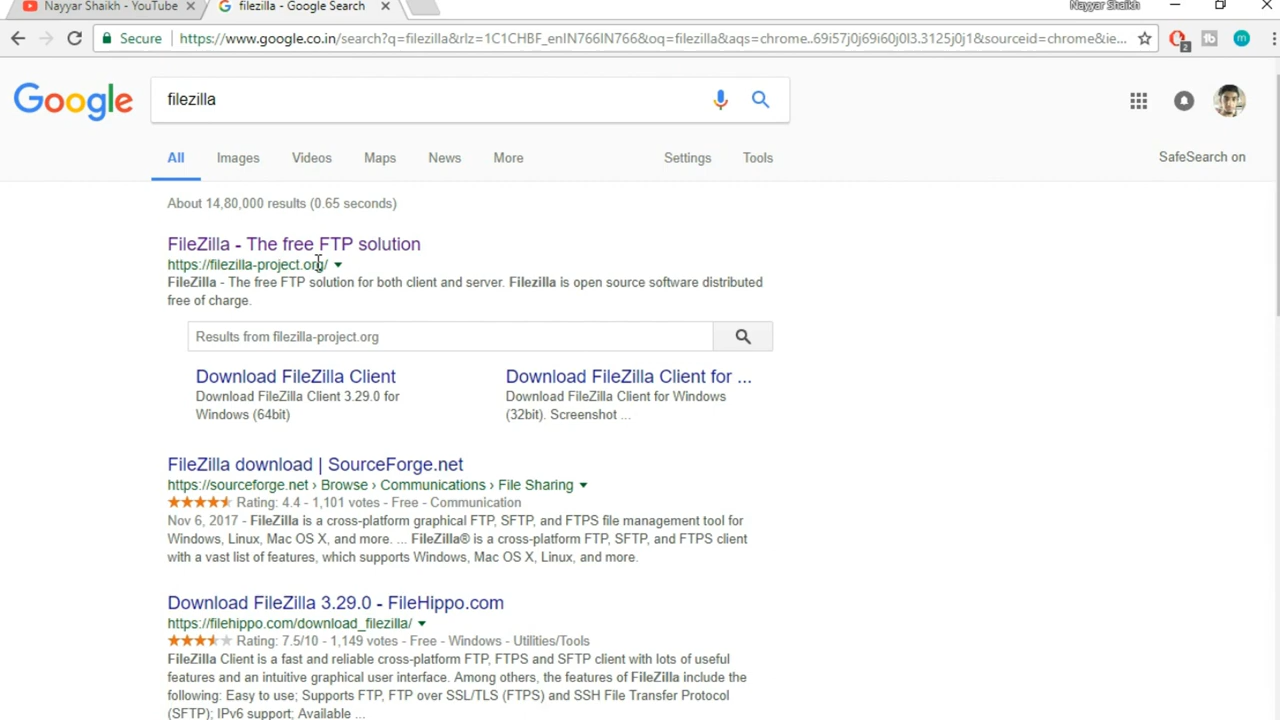 Nayyar Shaikh - YouTube
filezilla - Google Search
Nayyar Shaikh
Secure
https://www.google.co.in/search?q=filezilla&rlz=1C1CHBF_enIN766IN766&oq=filezilla&aqs=chrome.69i57j0j69i60j0l3.3125j0j1&sourceid=chrome&ie...
2
fb
m
Google
filezilla
All Images Videos Maps News More Settings Tools
SafeSearch on
About 14,80,000 results (0.65 seconds)
FileZilla - The free FTP solution
https://filezilla-project.org/
FileZilla - The free FTP solution for both client and server. Filezilla is open source software distributed
free of charge.
Results from filezilla-project.org
Download FileZilla Client
Download FileZilla Client 3.29.0 for
Windows (64bit)
Download FileZilla Client for ...
Download FileZilla Client for Windows
(32bit). Screenshot ...
FileZilla download | SourceForge.net
https://sourceforge.net › Browse › Communications › File Sharing
Rating: 4.4 - 1,101 votes - Free - Communication
Nov 6, 2017 - FileZilla is a cross-platform graphical FTP, SFTP, and FTPS file management tool for
Windows, Linux, Mac OS X, and more. ... FileZilla® is a cross-platform FTP, SFTP, and FTPS client
with a vast list of features, which supports Windows, Mac OS X, Linux, and more.
Download FileZilla 3.29.0 - FileHippo.com
https://filehippo.com/download_filezilla/
Rating: 7.5/10 - 1,149 votes - Free - Windows - Utilities/Tools
FileZilla Client is a fast and reliable cross-platform FTP, FTPS and SFTP client with lots of useful
features and an intuitive graphical user interface. Among others, the features of FileZilla include the
following: Easy to use; Supports FTP, FTP over SSL/TLS (FTPS) and SSH File Transfer Protocol
(SFTP); IPv6 support; Available ...